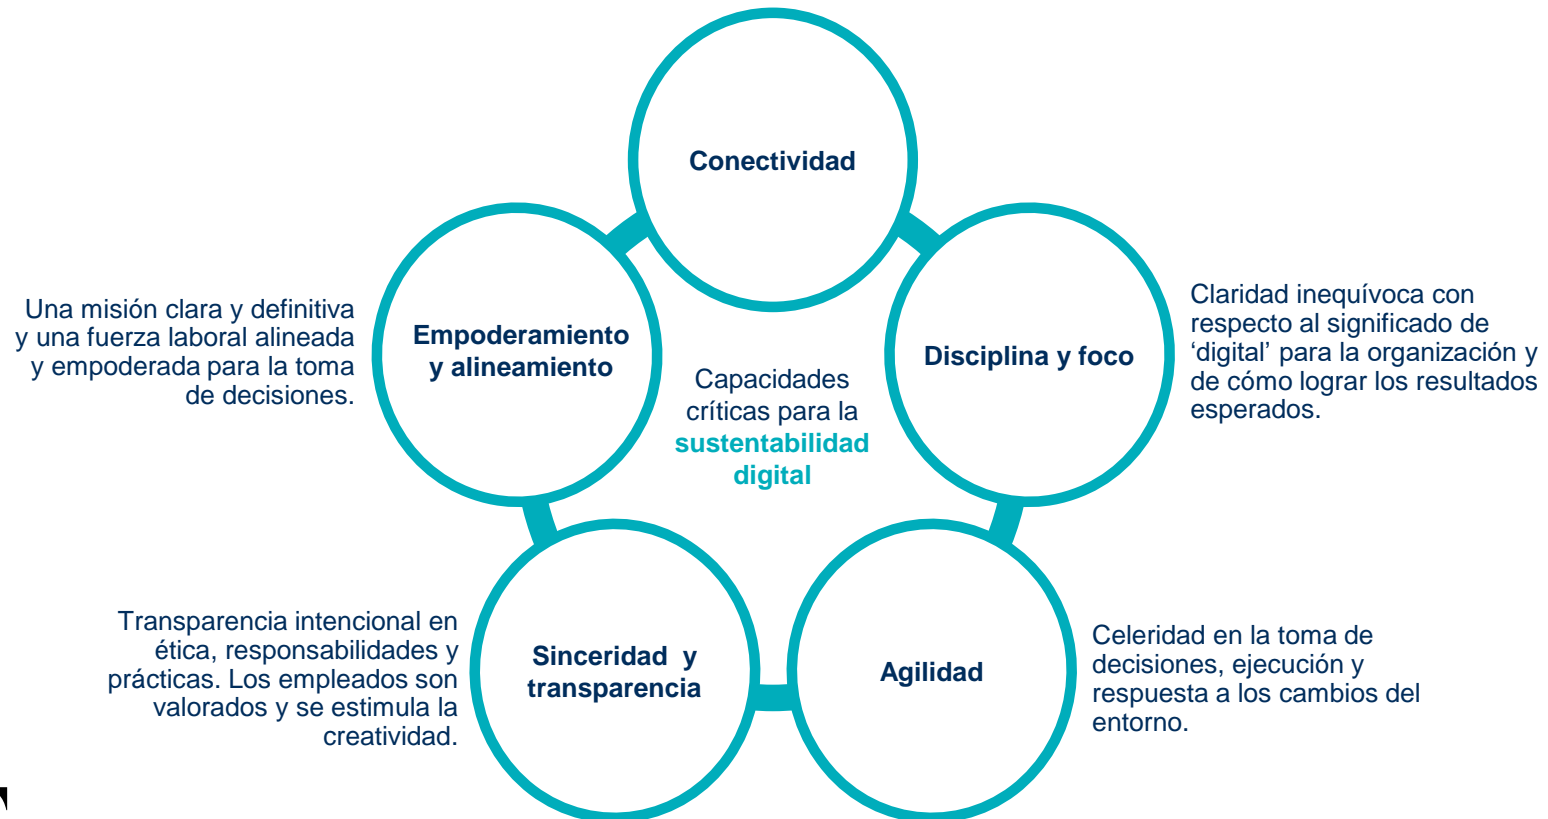 Conectividad
Empoderamiento
y alineamiento
Una misión clara y definitiva
y una fuerza laboral alineada
y empoderada para la toma
de decisiones.
Disciplina y foco
Claridad inequívoca con
respecto al significado de
‘digital’ para la organización y
de cómo lograr los resultados
esperados.
Capacidades
críticas para la
sustentabilidad
digital
Sinceridad y
transparencia
Transparencia intencional en
ética, responsabilidades y
prácticas. Los empleados son
valorados y se estimula la
creatividad.
Agilidad
Celeridad en la toma de
decisiones, ejecución y
respuesta a los cambios del
entorno.